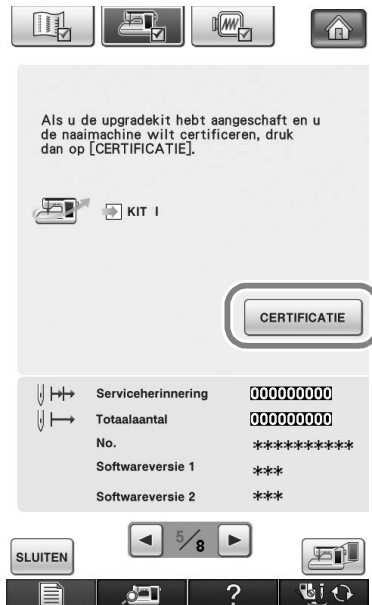 Als u de upgradekit hebt aangeschaft en u
de naaimachine wilt certificeren, druk
dan op [CERTIFICATIE].
KIT I
CERTIFICATIE
Serviceherinnering 000000000
Totaalaantal 000000000
No. **********
Softwareversie 1 ***
Softwareversie 2 ***
SLUITEN
5/8
?